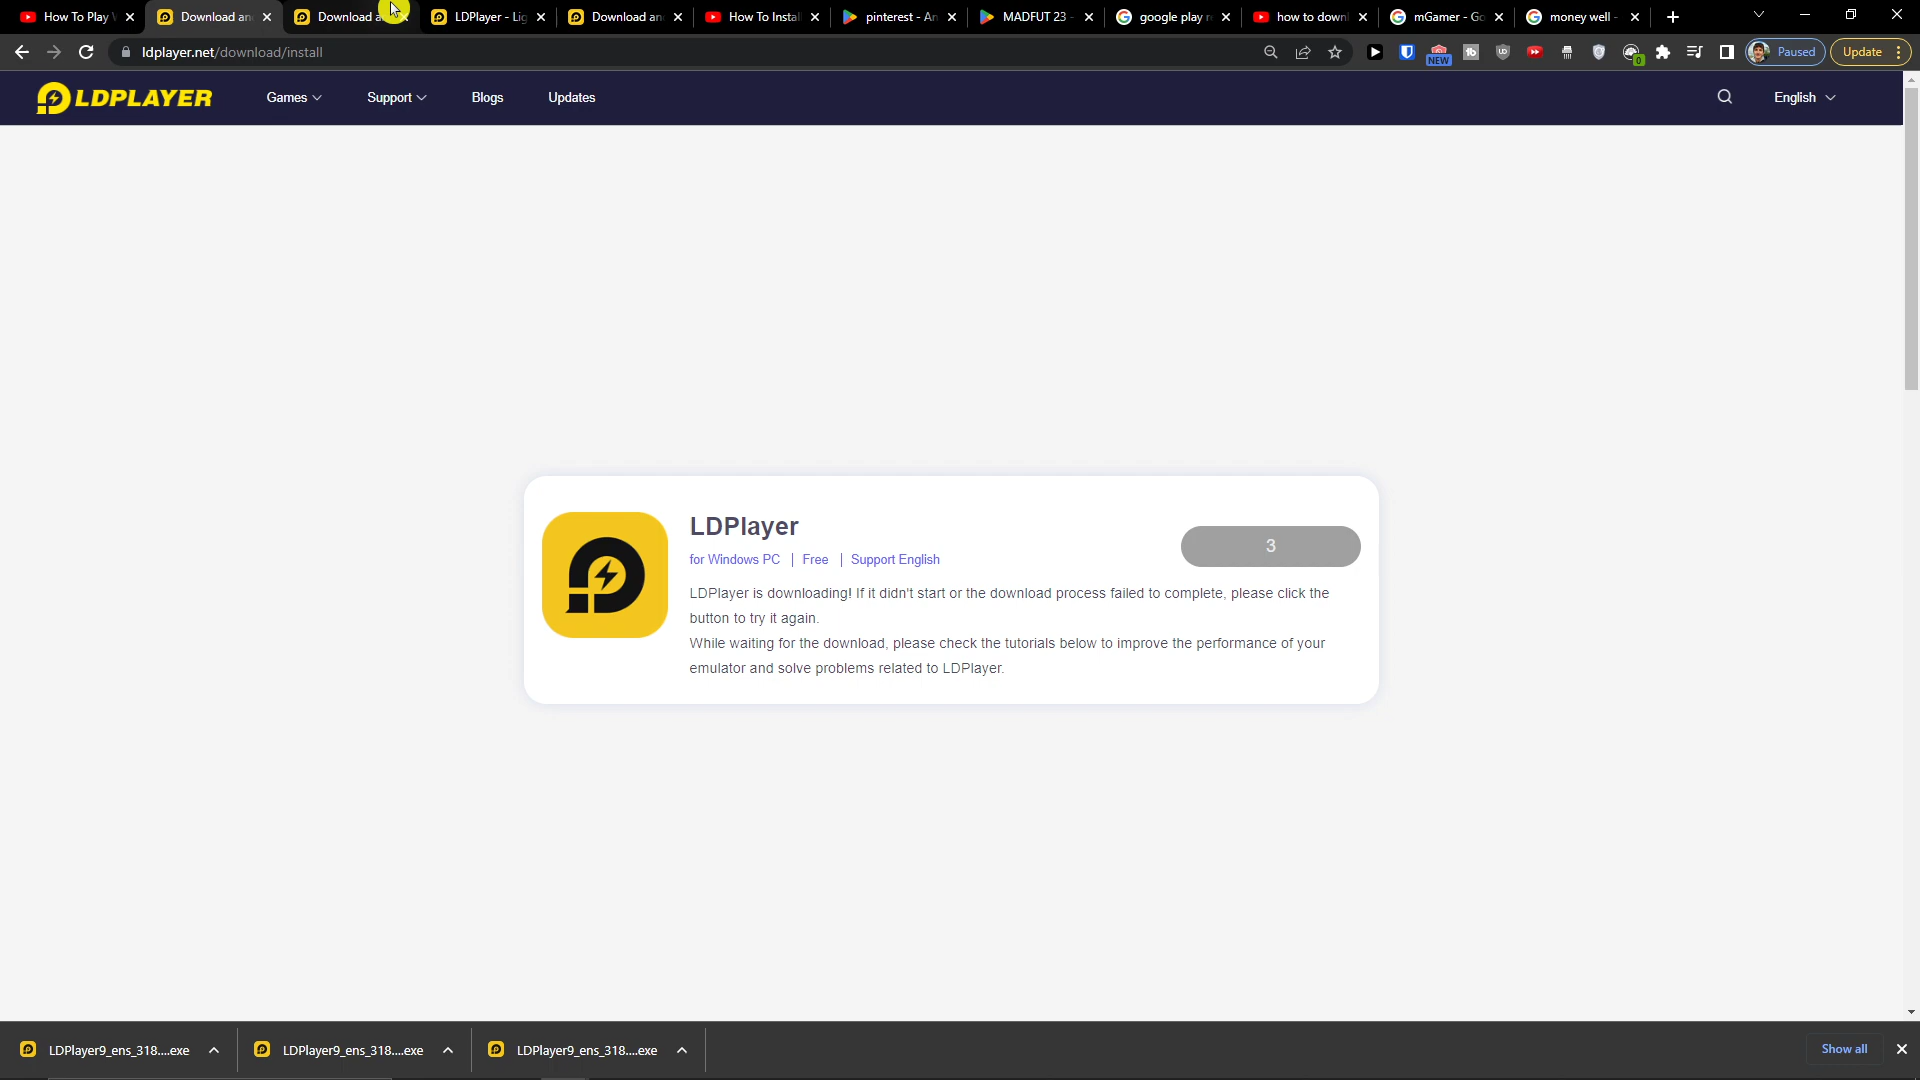 How To Play
Download an
Download a
LDPlayer - Lig
Download an
How To Instal
pinterest - An
MADFUT 23 -
google play r
how to down
mGamer - Go
money well -
ldplayer.net/download/install
NEW
fb
UD
0
Paused
Update
LDPLAYER
Games
Support
Blogs
Updates
English
LDPlayer
for Windows PC | Free | Support English
3
LDPlayer is downloading! If it didn't start or the download process failed to complete, please click the
button to try it again.
While waiting for the download, please check the tutorials below to improve the performance of your
emulator and solve problems related to LDPlayer.
LDPlayer9_ens_318....exe
LDPlayer9_ens_318....exe
LDPlayer9_ens_318....exe
Show all